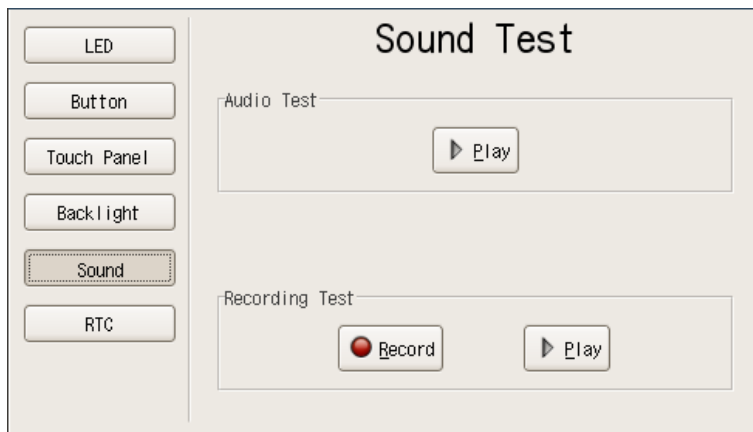 LED
Button
Touch Panel
Backlight
Sound
RTC
Sound Test
Audio Test
Play
Recording Test
Record
Play